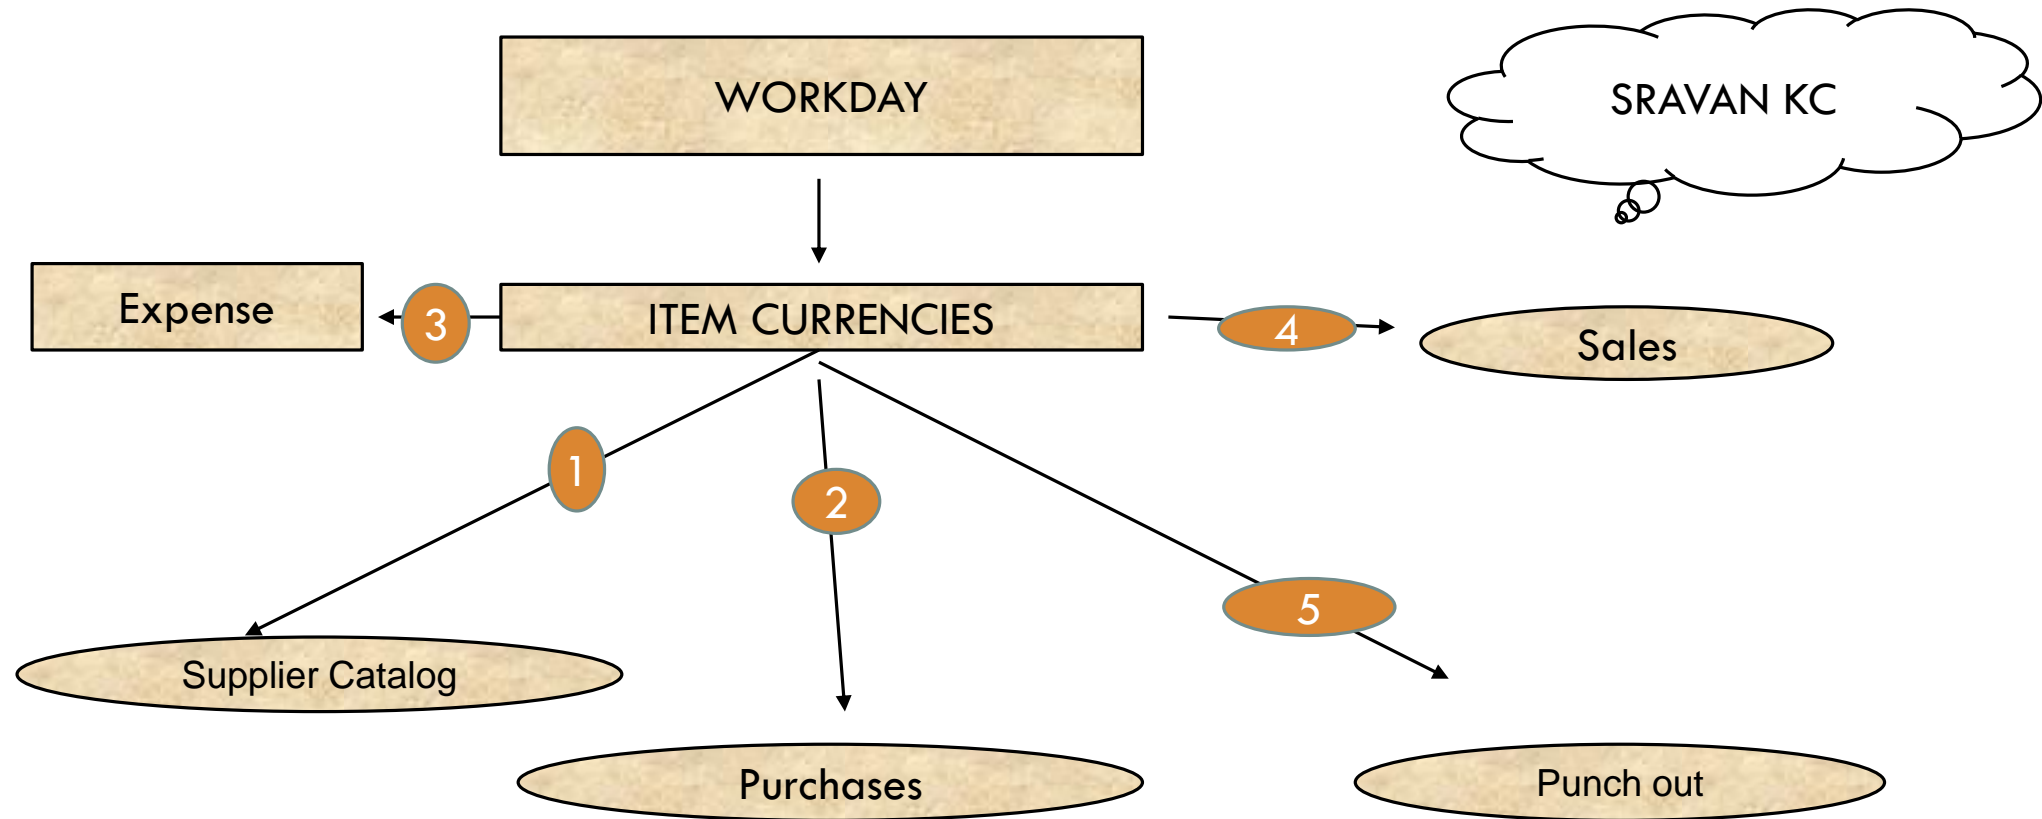 WORKDAY
SRAVAN KC
Expense
3
ITEM CURRENCIES
4
Sales
1
2
5
Supplier Catalog
Purchases
Punch out